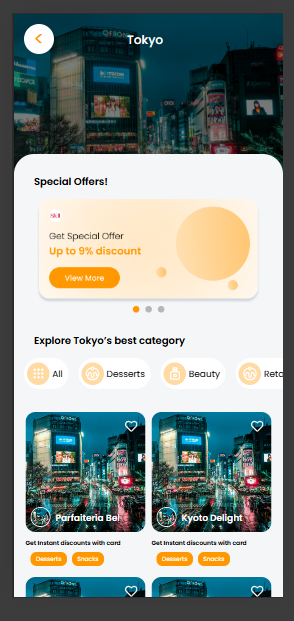 Tokyo
Special Offers!
Get Special Offer
Up to 9% discount
View More
Explore Tokyo's best category
All
Desserts
Beauty
Reta
Parfaiteria Bel
Kyoto Delight
Get Instant discounts with card
Get Instant discounts with card
Desserts
Snacks
Desserts
Snacks